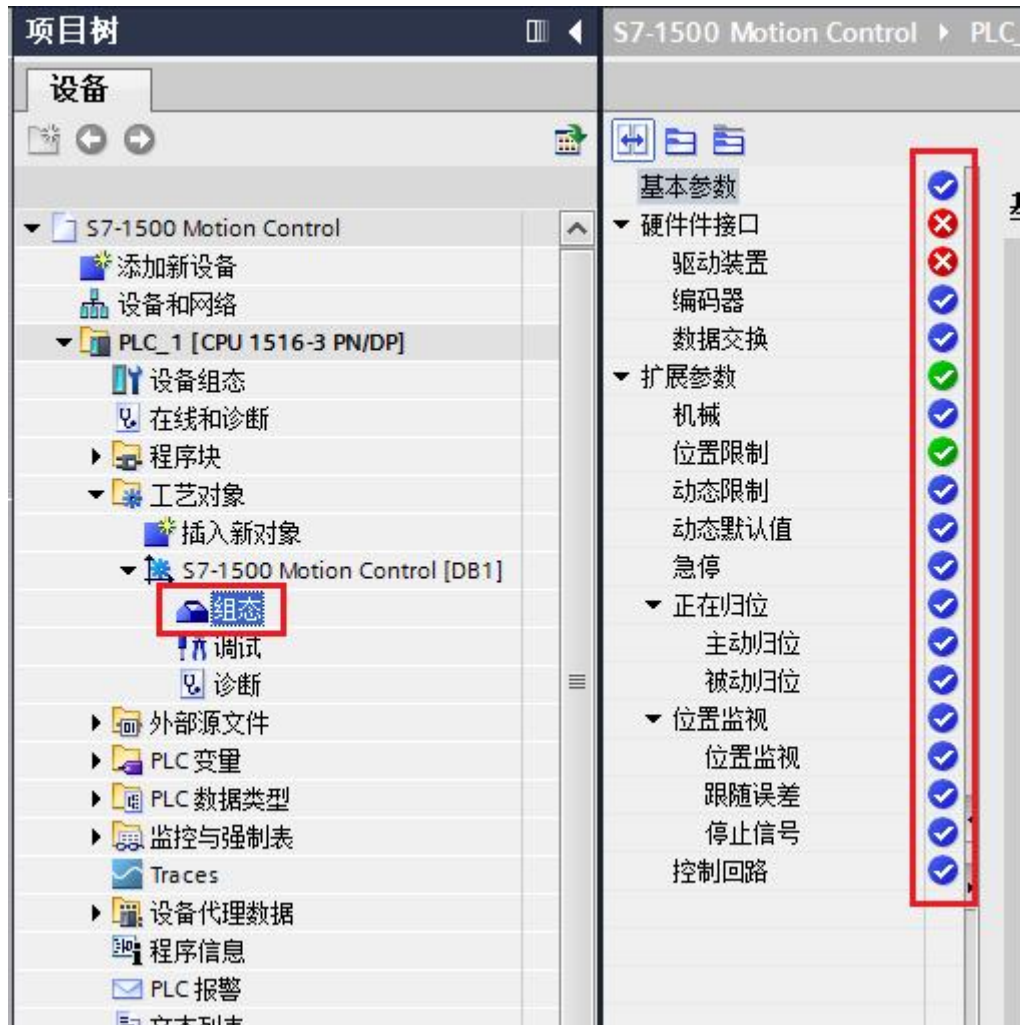 项目树
设备
S7-1500 Motion Control
添加新设备
设备和网络
PLC_1 [CPU 1516-3 PN/DP]
设备组态
在线和诊断
程序块
工艺对象
插入新对象
S7-1500 Motion Control [DB1]
组态
调试
诊断
外部源文件
PLC 变量
PLC 数据类型
监控与强制表
Traces
设备代理数据
程序信息
PLC 报警
文本列表
S7-1500 Motion Control PLC_
基本参数
硬件件接口
驱动装置
编码器
数据交换
扩展参数
机械
位置限制
动态限制
动态默认值
急停
正在归位
主动归位
被动归位
位置监视
位置监视
跟随误差
停止信号
控制回路